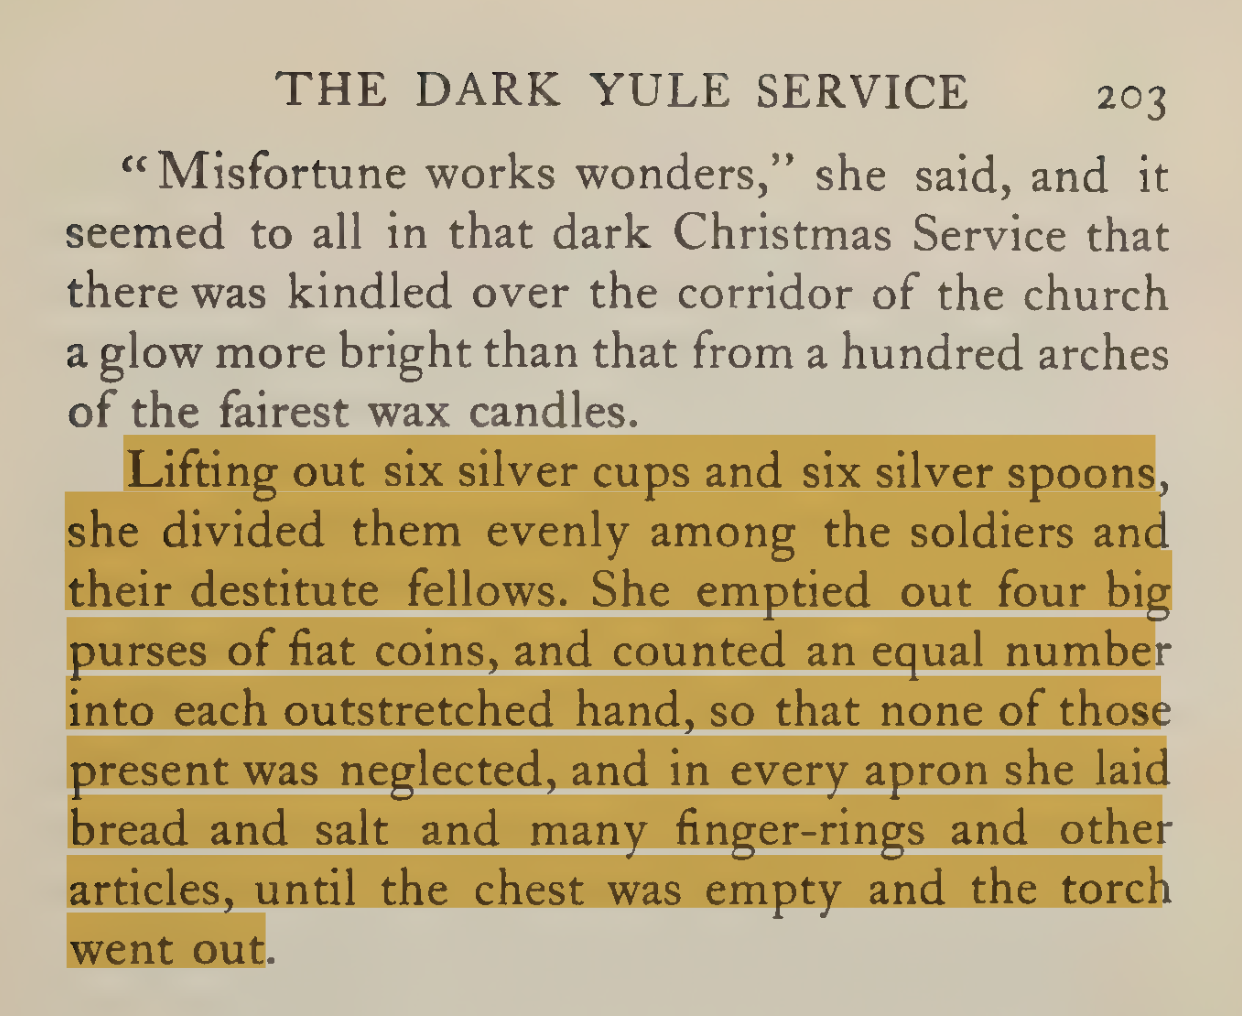 THE DARK YULE SERVICE 203
“Misfortune works wonders,” she said, and it
seemed to all in that dark Christmas Service that
there was kindled over the corridor of the church
a glow more bright than that from a hundred arches
of the fairest wax candles.
Lifting out six silver cups and six silver spoons,
she divided them evenly among the soldiers and
their destitute fellows. She emptied out four big
purses of fiat coins, and counted an equal number
into each outstretched hand, so that none of those
present was neglected, and in every apron she laid
bread and salt and many finger-rings and other
articles, until the chest was empty and the torch
went out.